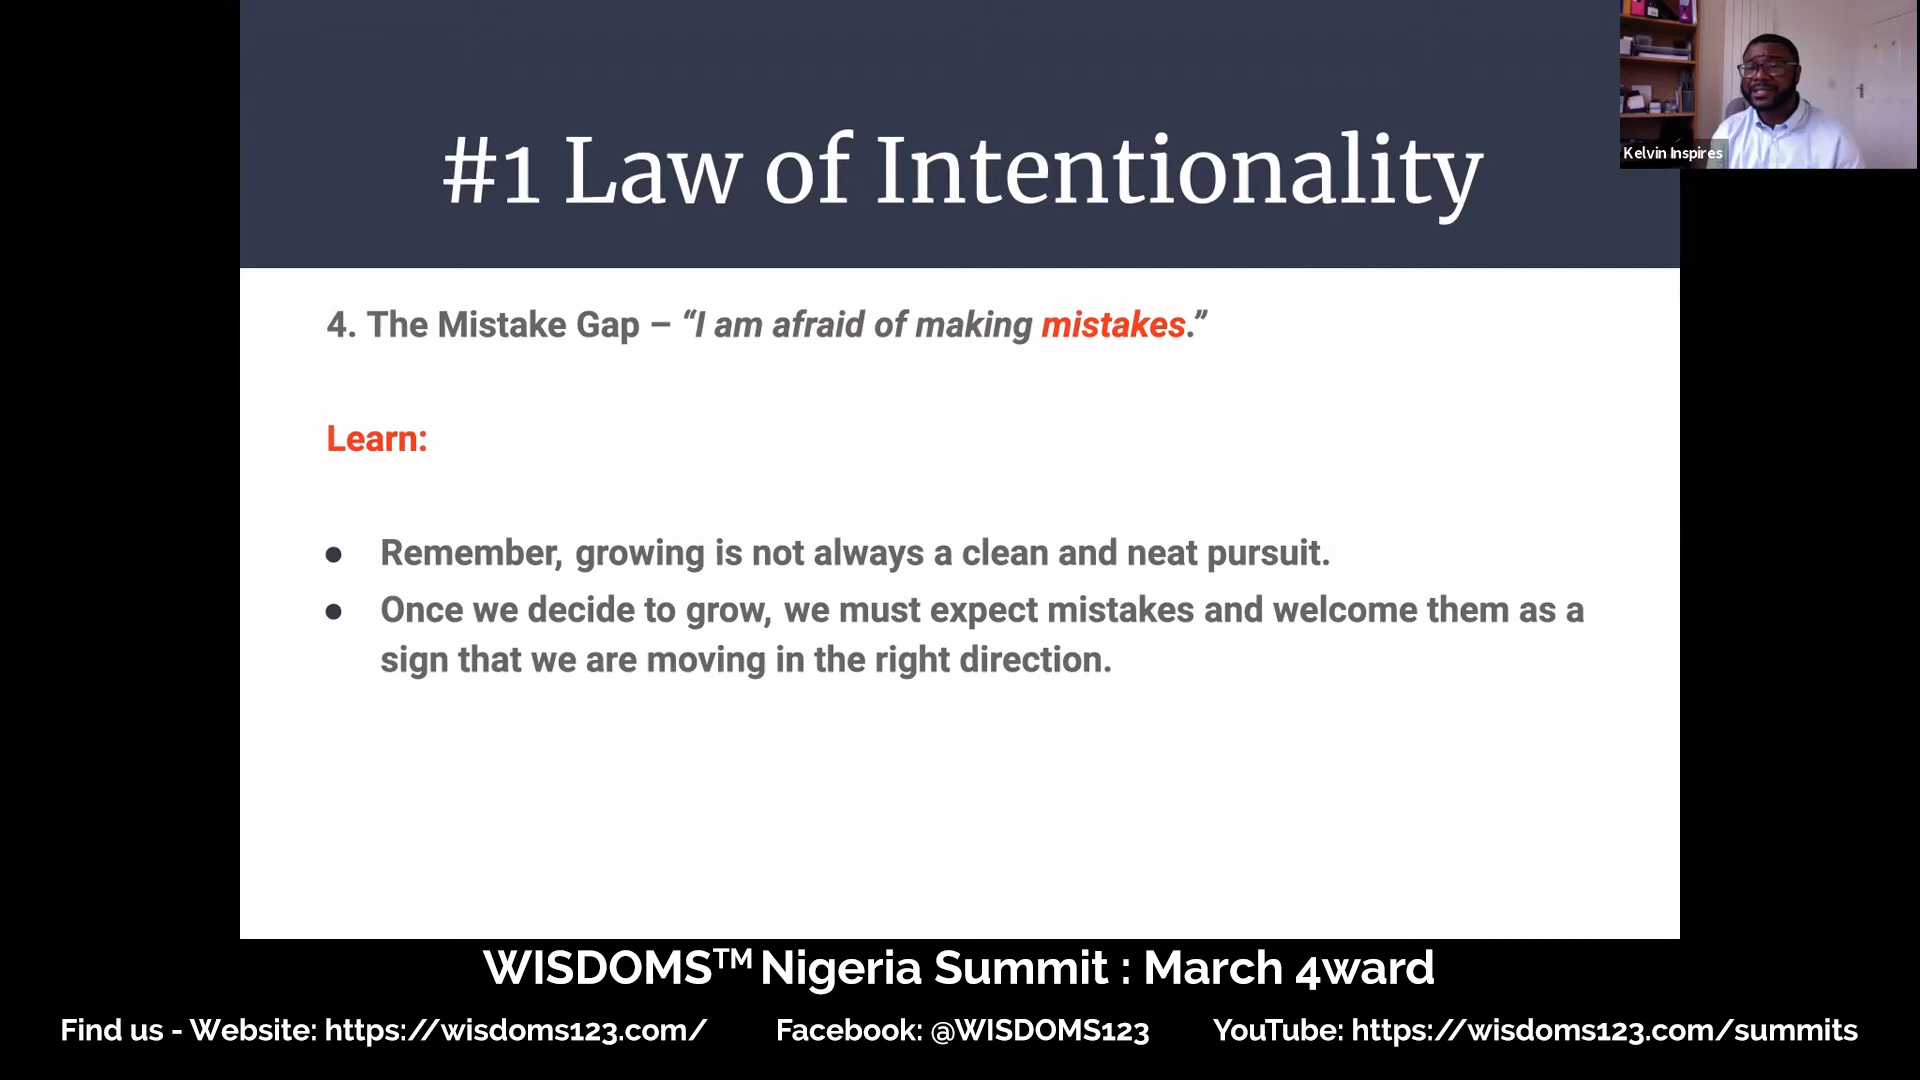 #1 Law of Intentionality
Kelvin Inspires
4. The Mistake Gap – “I am afraid of making mistakes.”
Learn:
● Remember, growing is not always a clean and neat pursuit.
● Once we decide to grow, we must expect mistakes and welcome them as a
sign that we are moving in the right direction.
WISDOMS™ Nigeria Summit : March 4ward
Find us - Website: https://wisdoms123.com/ Facebook: @WISDOMS123 YouTube: https://wisdoms123.com/summits